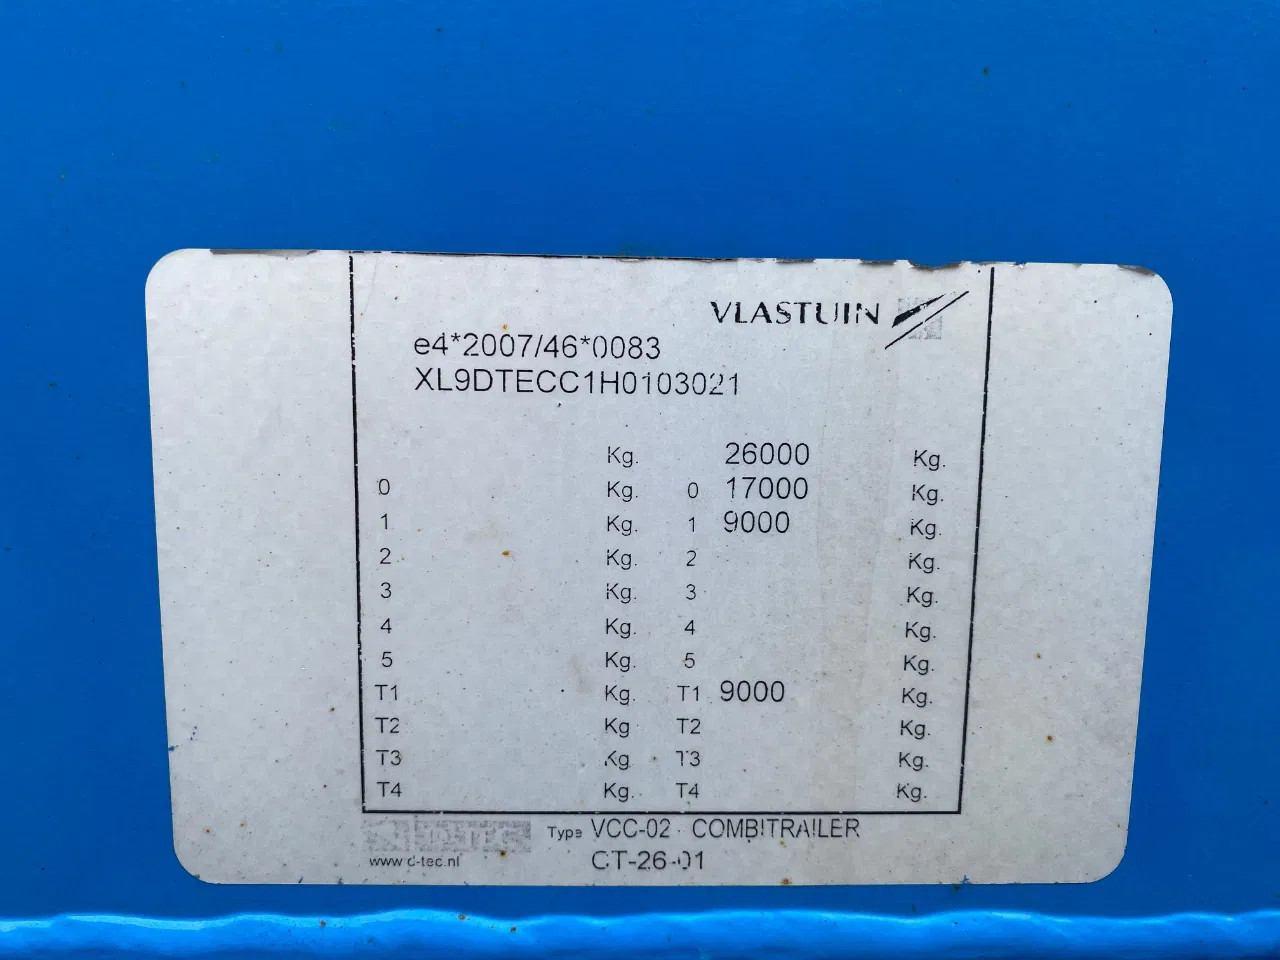 VLASTUIN
e4*2007/46*0083
XL9DTECC1H0103021
Kg. 26000 Kg.
0 Kg. 0 17000 Kg.
1 Kg. 1 9000 Kg.
2 Kg. 2 Kg.
3 Kg. 3 Kg.
4 Kg. 4 Kg.
5 Kg. 5 Kg.
T1 Kg. T1 9000 Kg.
T2 Kg T2 Kg.
T3 Kg T3 Kg.
T4 Kg. T4 Kg.
D-TEC Type VCC-02 COMBITRAILER
www.d-tec.nl CT-26-01